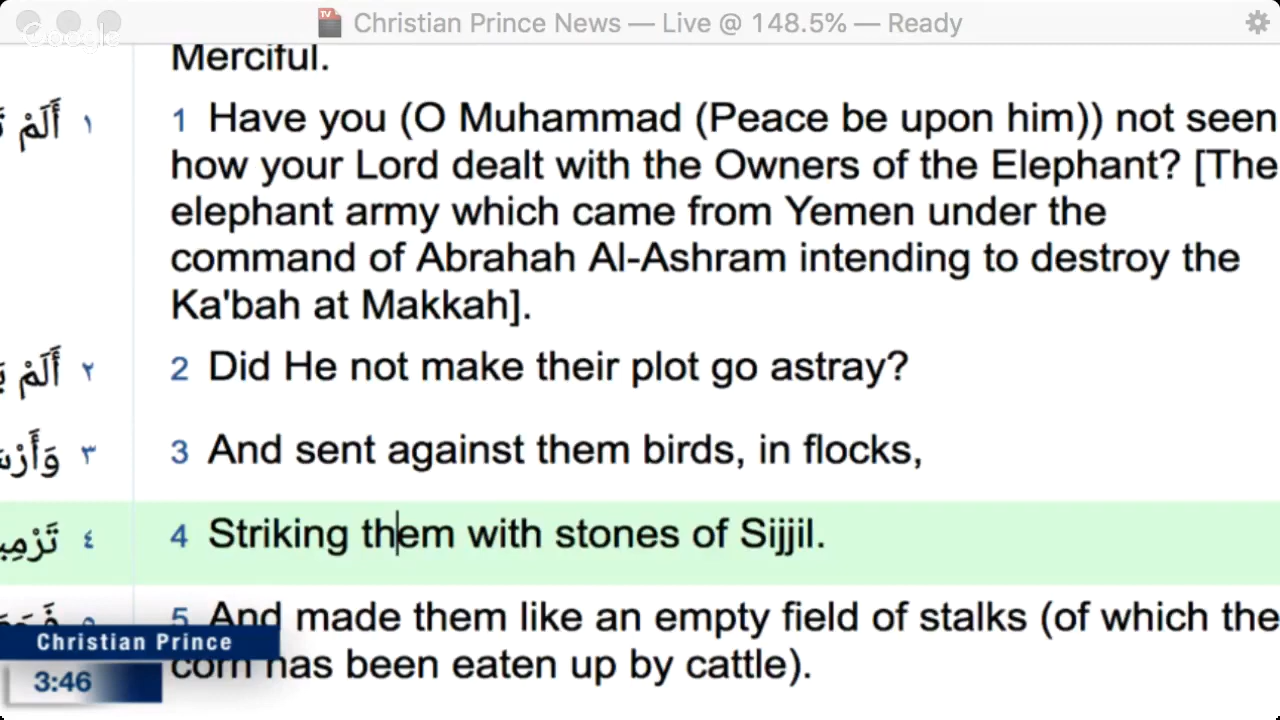 Christian Prince News — Live @ 148.5% — Ready
Google
Merciful.
١ أَلَمْ
1 Have you (O Muhammad (Peace be upon him)) not seen
how your Lord dealt with the Owners of the Elephant? [The
elephant army which came from Yemen under the
command of Abrahah Al-Ashram intending to destroy the
Ka'bah at Makkah].
٢ أَلَمْ
2 Did He not make their plot go astray?
٣
3 And sent against them birds, in flocks,
٤
4 Striking them with stones of Sijjil.
5 And made them like an empty field of stalks (of which the
corn has been eaten up by cattle).
Christian Prince
3:46